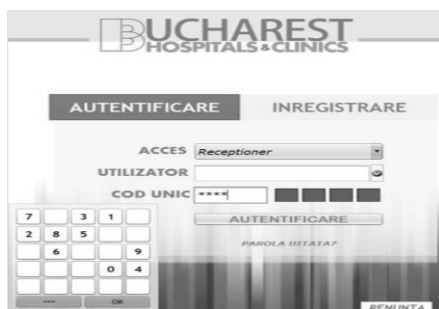 BUCHAREST
HOSPITALS & CLINICS
AUTENTIFICARE INREGISTRARE
ACCES Receptioner
UTILIZATOR
COD UNIC ****
AUTENTIFICARE
PAROLA UITATA?
7 3 1
2 8 5
6 9
0 4
OK
RENUNTA